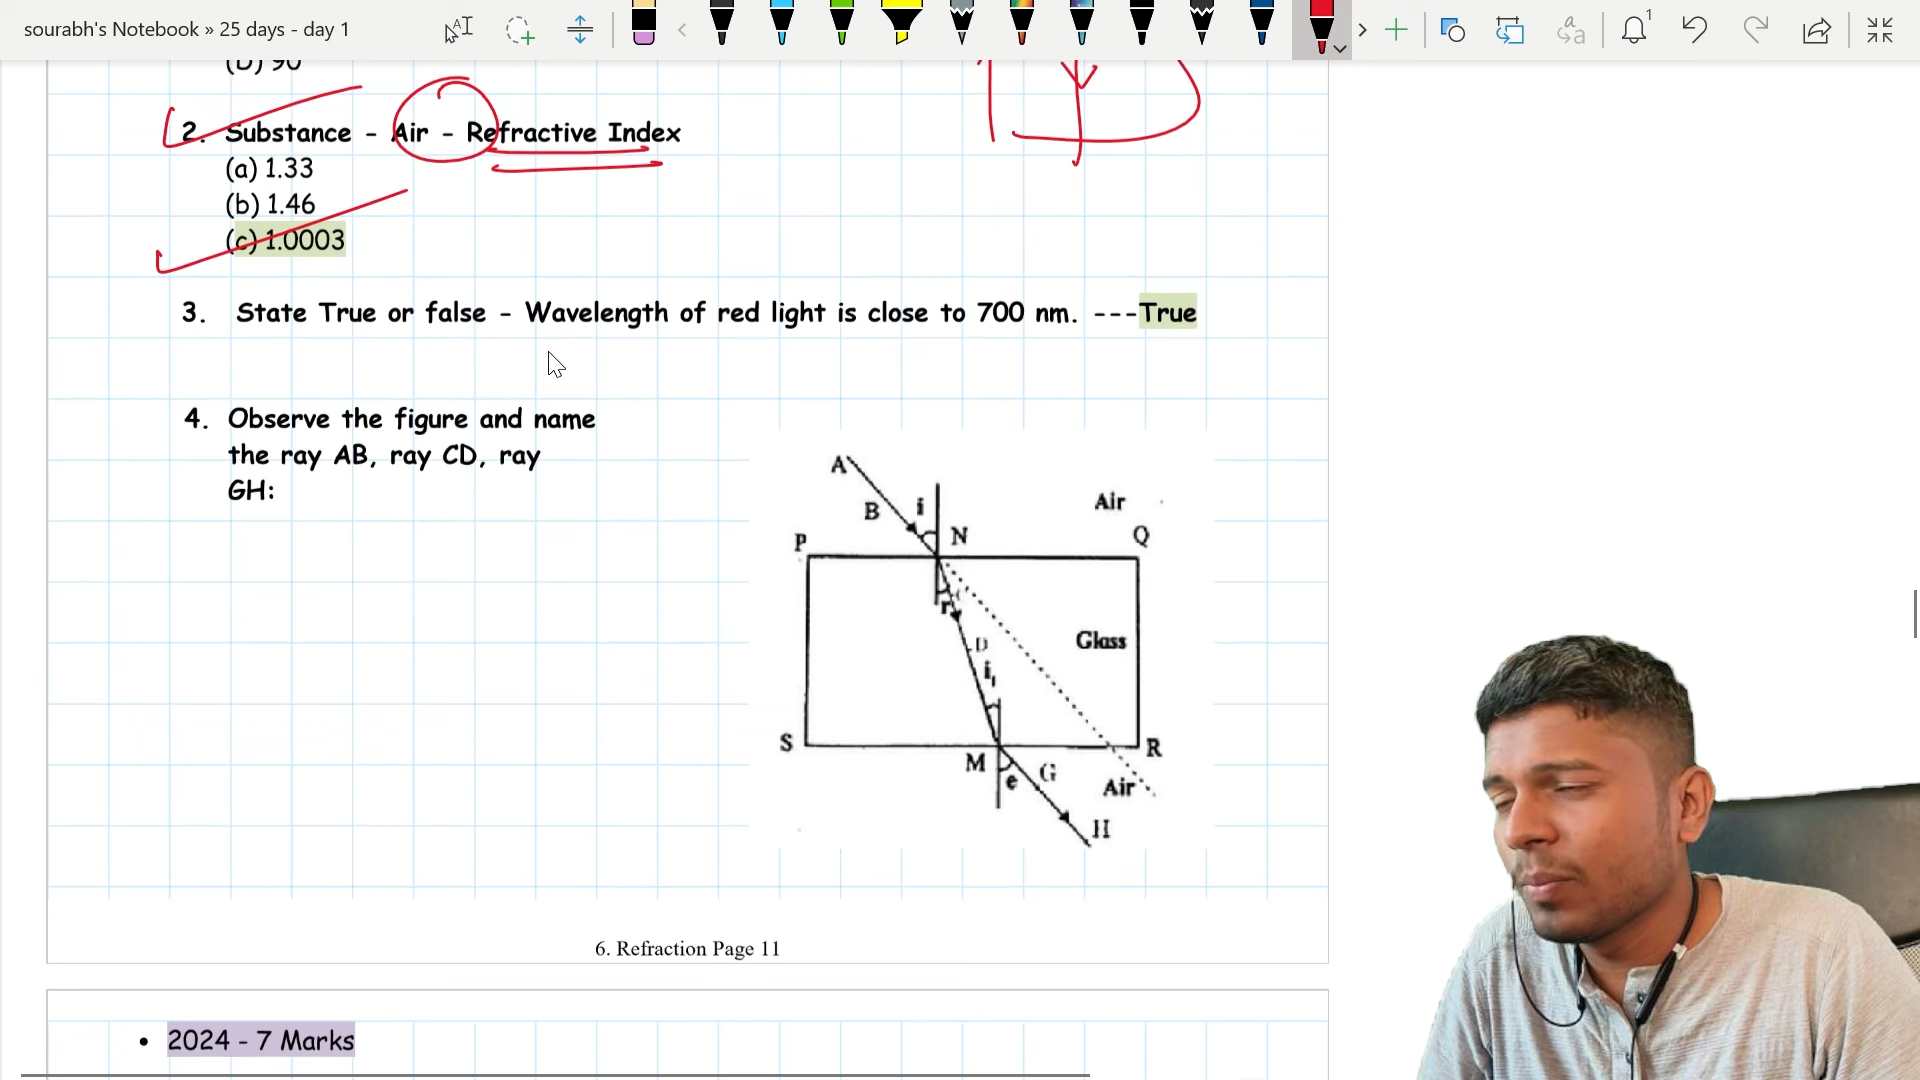 sourabh's Notebook » 25 days - day 1
(b) 90
2. Substance - Air - Refractive Index
(a) 1.33
(b) 1.46
(c) 1.0003
3. State True or false - Wavelength of red light is close to 700 nm. ---True
4. Observe the figure and name
the ray AB, ray CD, ray
GH:
A
B
i
Air
P
N
Q
r
C
D
Glass
i₁
S
M
e
G
R
Air
H
6. Refraction Page 11
• 2024 - 7 Marks